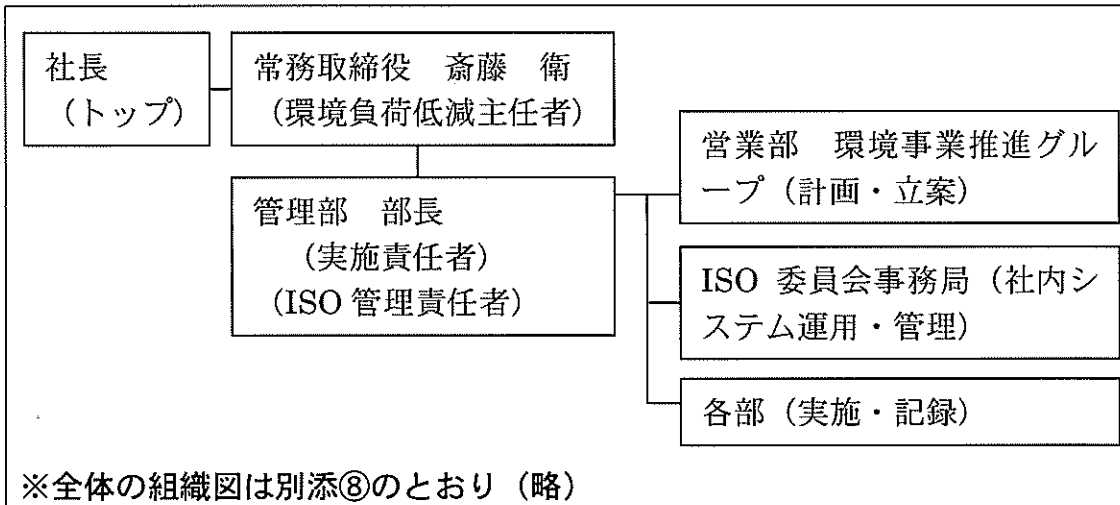 社長
（トップ）
常務取締役　斎藤　衛
（環境負荷低減主任者）
管理部　部長
（実施責任者）
（ISO 管理責任者）
営業部　環境事業推進グル
ープ（計画・立案）
ISO 委員会事務局（社内シ
ステム運用・管理）
各部（実施・記録）
※全体の組織図は別添⑧のとおり（略）